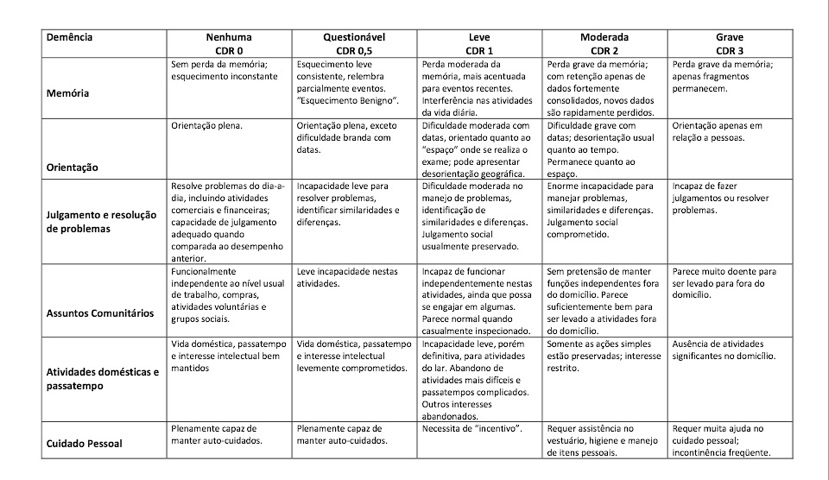 Demência
Nenhuma
CDR 0
Questionável
CDR 0,5
Leve
CDR 1
Moderada
CDR 2
Grave
CDR 3
Memória
Sem perda da memória;
esquecimento inconstante
Esquecimento leve
consistente, relembra
parcialmente eventos.
"Esquecimento Benigno".
Perda moderada da
memória, mais acentuada
para eventos recentes.
Interferência nas atividades
da vida diária.
Perda grave da memória;
com retenção apenas de
dados fortemente
consolidados, novos dados
são rapidamente perdidos.
Perda grave da memória;
apenas fragmentos
permanecem.
Orientação
Orientação plena.
Orientação plena, exceto
dificuldade branda com
datas.
Dificuldade moderada com
datas, orientado quanto ao
"espaço" onde se realiza o
exame; pode apresentar
desorientação geográfica.
Dificuldade grave com
datas; desorientação usual
quanto ao tempo.
Permanece quanto ao
espaço.
Orientação apenas em
relação a pessoas.
Julgamento e resolução
de problemas
Resolve problemas do dia-a-
dia, incluindo atividades
comerciais e financeiras;
capacidade de julgamento
adequado quando
comparada ao desempenho
anterior.
Incapacidade leve para
resolver problemas,
identificar similaridades e
diferenças.
Dificuldade moderada no
manejo de problemas,
identificação de
similaridades e diferenças.
Julgamento social
usualmente preservado.
Enorme incapacidade para
manejar problemas,
similaridades e diferenças.
Julgamento social
comprometido.
Incapaz de fazer
julgamentos ou resolver
problemas.
Assuntos Comunitários
Funcionalmente
independente ao nível usual
de trabalho, compras,
atividades voluntárias e
grupos sociais.
Leve incapacidade nestas
atividades.
Incapaz de funcionar
independentemente nestas
atividades, ainda que possa
se engajar em algumas.
Parece normal quando
casualmente inspecionado.
Sem pretensão de manter
funções independentes fora
do domicílio. Parece
suficientemente bem para
ser levado a atividades fora
do domicílio.
Parece muito doente para
ser levado para fora do
domicílio.
Atividades domésticas e
passatempo
Vida doméstica, passatempo
e interesse intelectual bem
mantidos
Vida doméstica, passatempo
e interesse intelectual
levemente comprometidos.
Incapacidade leve, porém
definitiva, para atividades
do lar. Abandono de
atividades mais difíceis e
passatempos complicados.
Outros interesses
abandonados.
Somente as ações simples
estão preservadas; interesse
restrito.
Ausência de atividades
significantes no domicílio.
Cuidado Pessoal
Plenamente capaz de
manter auto-cuidados.
Plenamente capaz de
manter auto-cuidados.
Necessita de "incentivo".
Requer assistência no
vestuário, higiene e manejo
de itens pessoais.
Requer muita ajuda no
cuidado pessoal;
incontinência freqüente.